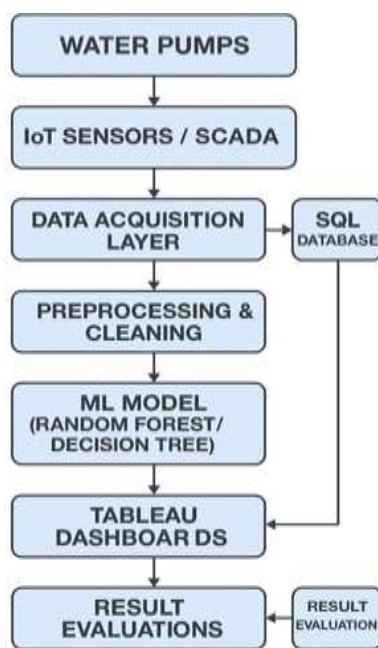 WATER PUMPS
IoT SENSORS / SCADA
DATA ACQUISITION
LAYER
SQL
DATABASE
PREPROCESSING &
CLEANING
ML MODEL
(RANDOM FOREST/
DECISION TREE)
TABLEAU
DASHBOAR DS
RESULT
EVALUATIONS
RESULT
EVALUATION